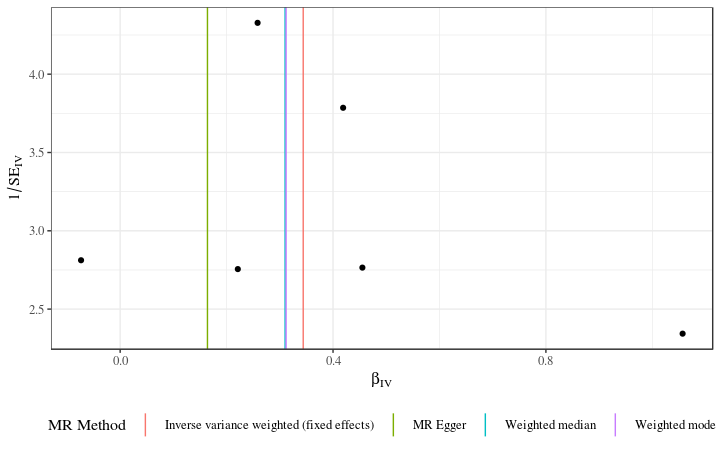 4.0
3.5
3.0
2.5
1/SE_IV
0.0 0.4 0.8
β_IV
MR Method Inverse variance weighted (fixed effects) MR Egger Weighted median Weighted mode